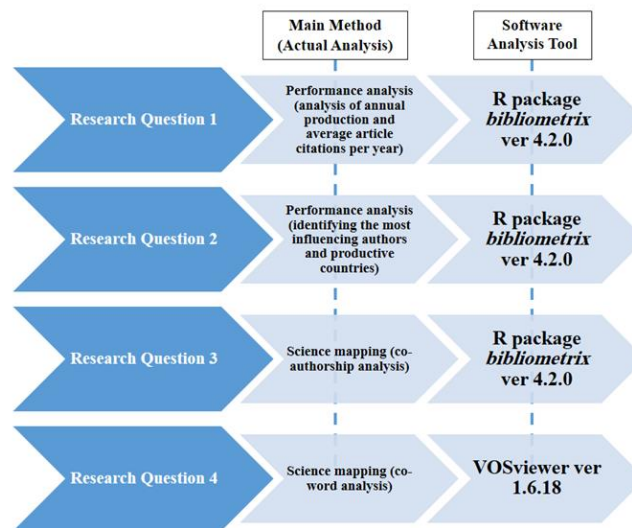 Main Method
(Actual Analysis)
Software
Analysis Tool
Research Question 1
Performance analysis
(analysis of annual
production and
average article
citations per year)
R package
bibliometrix
ver 4.2.0
Research Question 2
Performance analysis
(identifying the most
influencing authors
and productive
countries)
R package
bibliometrix
ver 4.2.0
Research Question 3
Science mapping (co-
authorship analysis)
R package
bibliometrix
ver 4.2.0
Research Question 4
Science mapping (co-
word analysis)
VOSviewer ver
1.6.18